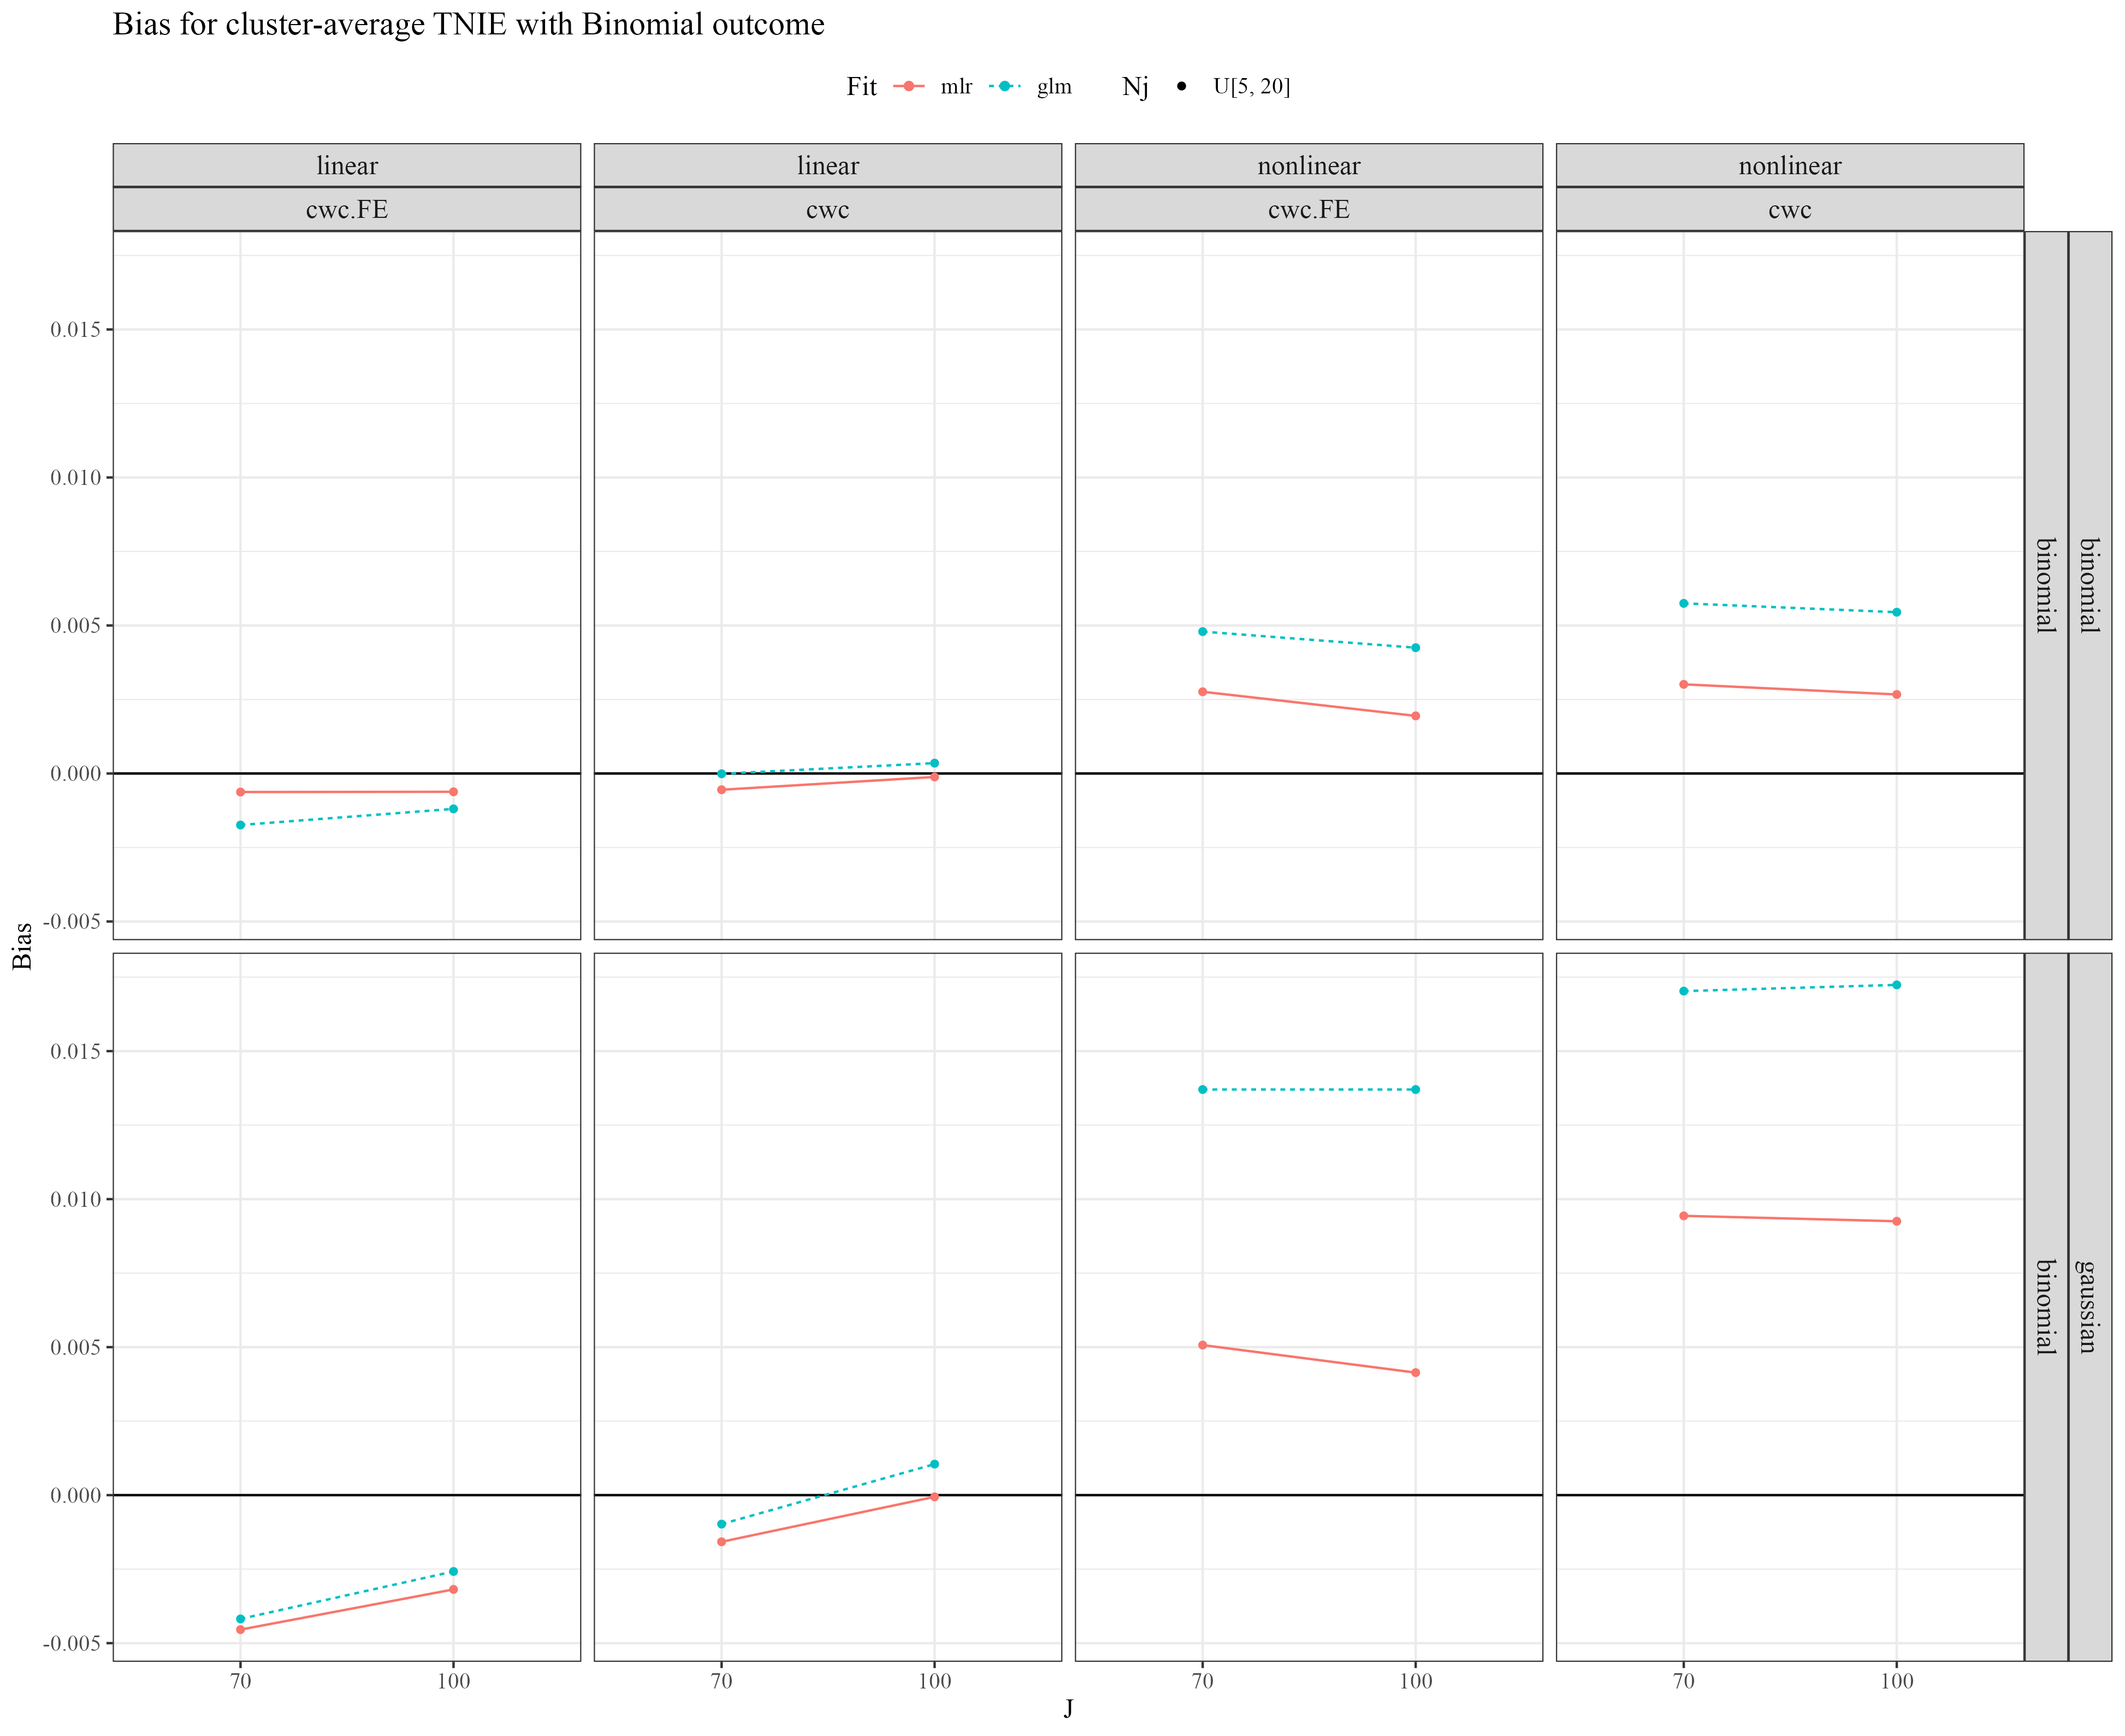 Bias for cluster-average TNIE with Binomial outcome
Fit mlr glm Nj U[5, 20]
linear linear nonlinear nonlinear
cwc.FE cwc cwc.FE cwc
0.015
0.010
0.005
0.000
-0.005
binomial binomial
Bias
0.015
0.010
0.005
0.000
-0.005
binomial gaussian
70 100 70 100 70 100 70 100
J